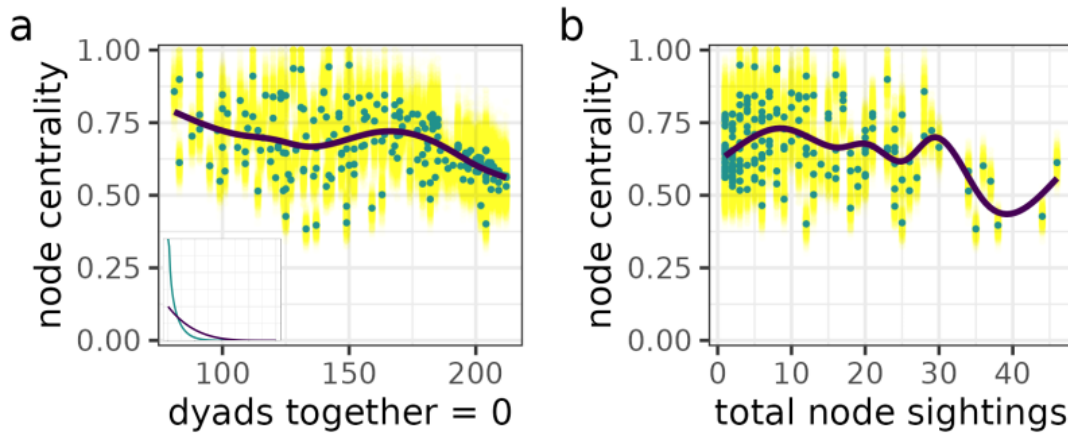 a
node centrality
1.00
0.75
0.50
0.25
0.00
100 150 200
dyads together = 0
b
node centrality
1.00
0.75
0.50
0.25
0.00
0 10 20 30 40
total node sightings